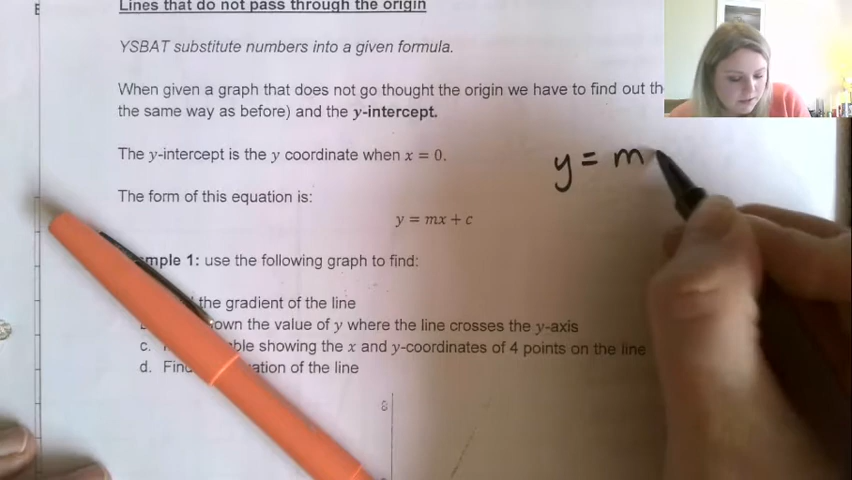 Lines that do not pass through the origin
YSBAT substitute numbers into a given formula.
When given a graph that does not go thought the origin we have to find out
the same way as before) and the y-intercept.
The y-intercept is the y coordinate when x = 0.
y = m
The form of this equation is:
y = mx + c
mple 1: use the following graph to find:
the gradient of the line
own the value of y where the line crosses the y-axis
c. ble showing the x and y-coordinates of 4 points on the line
d. Fin ation of the line
8